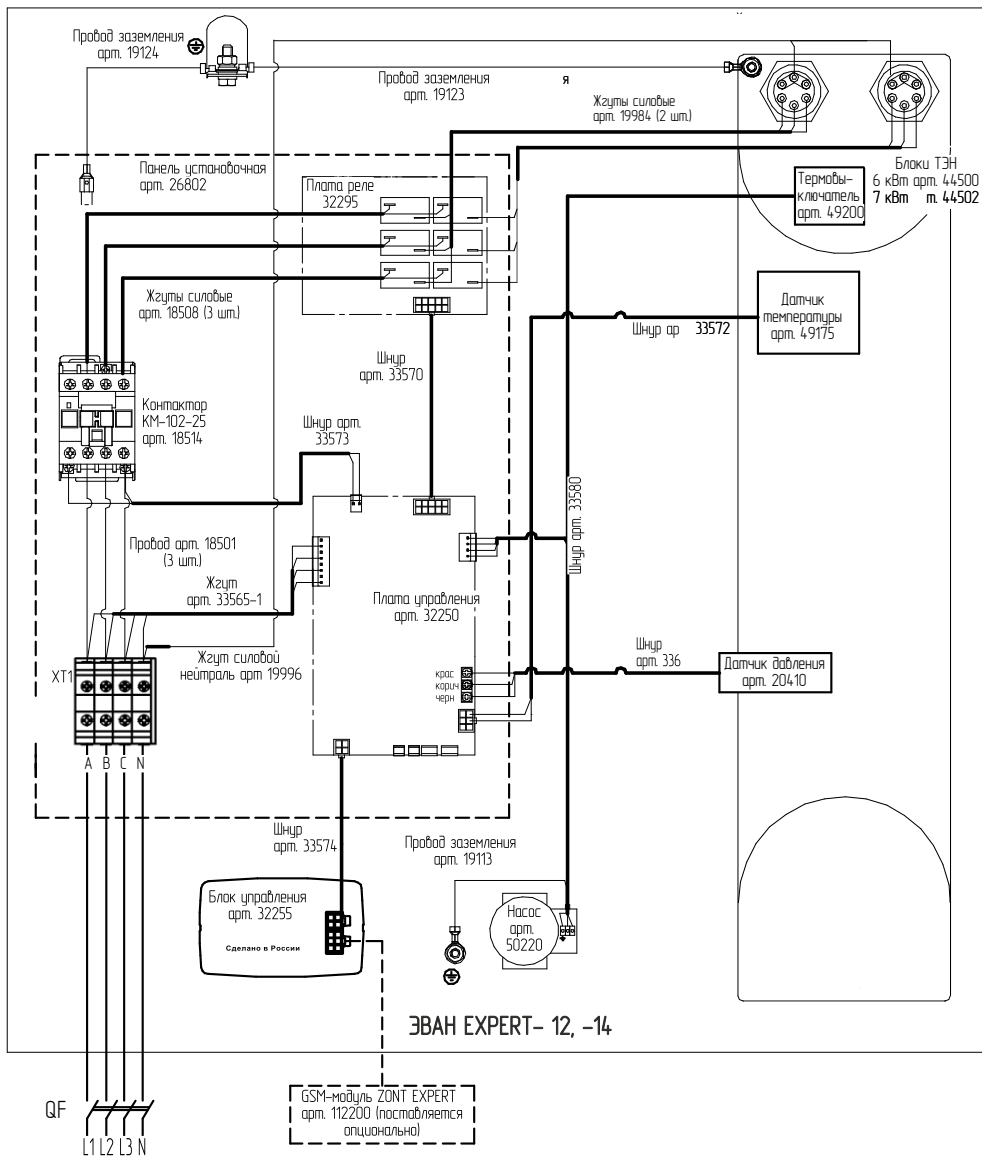 Провод заземления
арт. 19124
Провод заземления
арт. 19123
я
Жгуты силовые
арт. 19984 (2 шт.)
Панель установочная
арт. 26802
Плата реле
32295
Термовы-
ключатель
арт. 49200
Блоки ТЭН
6 кВт арт. 44500
7 кВт т. 44502
Жгуты силовые
арт. 18508 (3 шт.)
Датчик
температуры
арт. 49175
Шнур ар 33572
Шнур
арт. 33570
Контактор
КМ-102-25
арт. 18514
Шнур арт.
33573
Шнур арт. 33580
Провод арт. 18501
(3 шт.)
Жгут
арт. 33565-1
Плата управления
арт. 32250
Жгут силовой
нейтраль арт 19996
XT1
Шнур
арт. 336
Датчик давления
арт. 20410
крас
корич
черн
A B C N
Шнур
арт. 33574
Провод заземления
арт. 19113
Блок управления
арт. 32255
Сделано в России
Насос
арт.
50220
ЭВАН EXPERT- 12, -14
GSM-модуль ZONT EXPERT
арт. 112200 (поставляется
опционально)
QF
L1 L2 L3 N